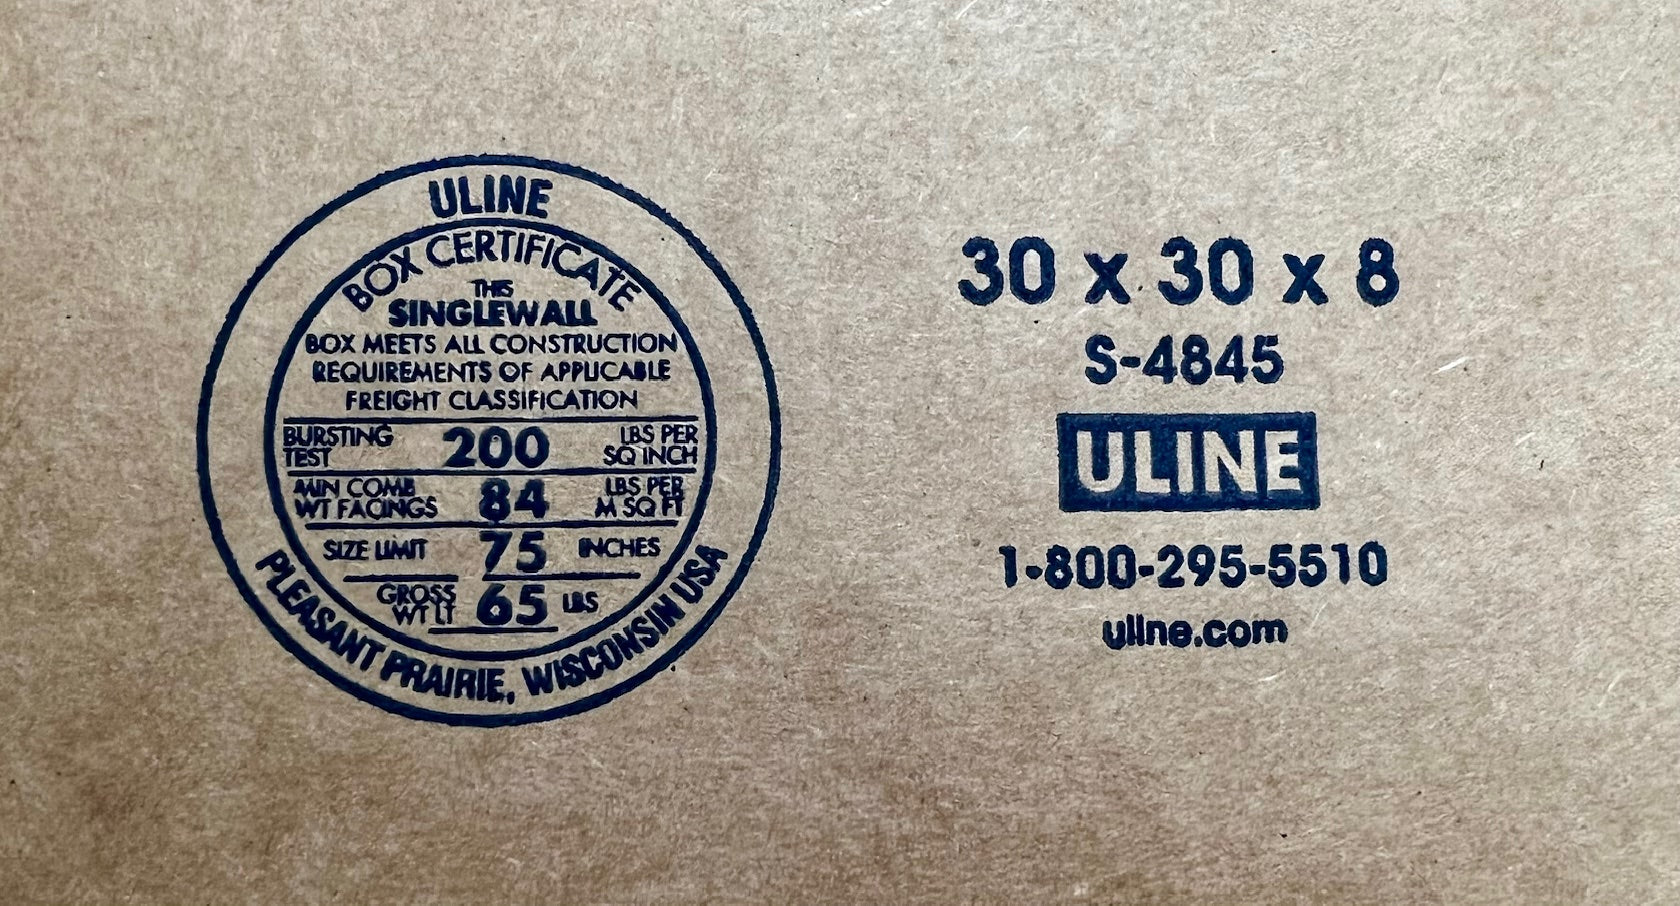 ULINE
BOX CERTIFICATE
THIS
SINGLEWALL
BOX MEETS ALL CONSTRUCTION
REQUIREMENTS OF APPLICABLE
FREIGHT CLASSIFICATION
BURSTING TEST 200 LBS PER SQ INCH
MIN COMB WT FACINGS 84 LBS PER M SQ FT
SIZE LIMIT 75 INCHES
GROSS WT LT 65 LBS
PLEASANT PRAIRIE, WISCONSIN USA
30 x 30 x 8
S-4845
ULINE
1-800-295-5510
uline.com